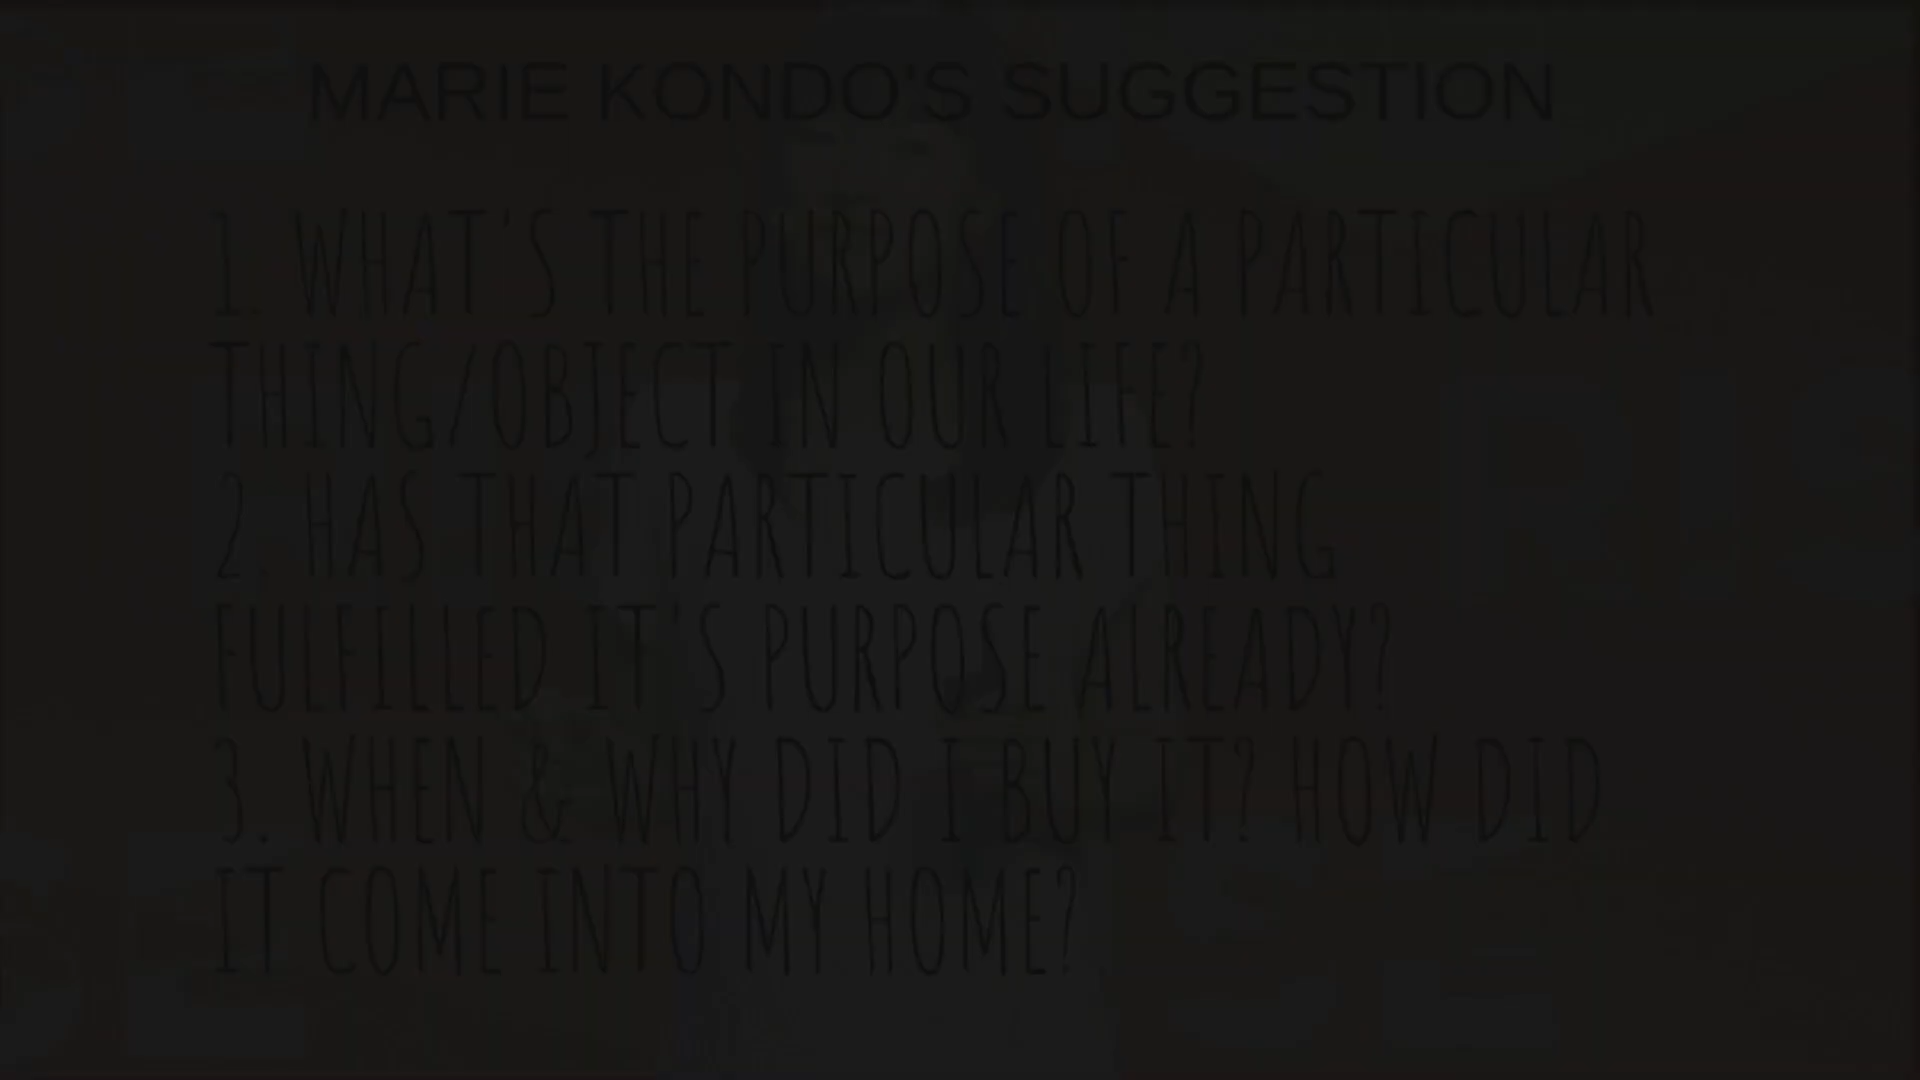 MARIE KONDO'S SUGGESTION
1. WHAT'S THE PURPOSE OF A PARTICULAR
THING/OBJECT IN OUR LIFE?
2. HAS THAT PARTICULAR THING
FULFILLED IT'S PURPOSE ALREADY?
3. WHEN & WHY DID I BUY IT? HOW DID
IT COME INTO MY HOME?